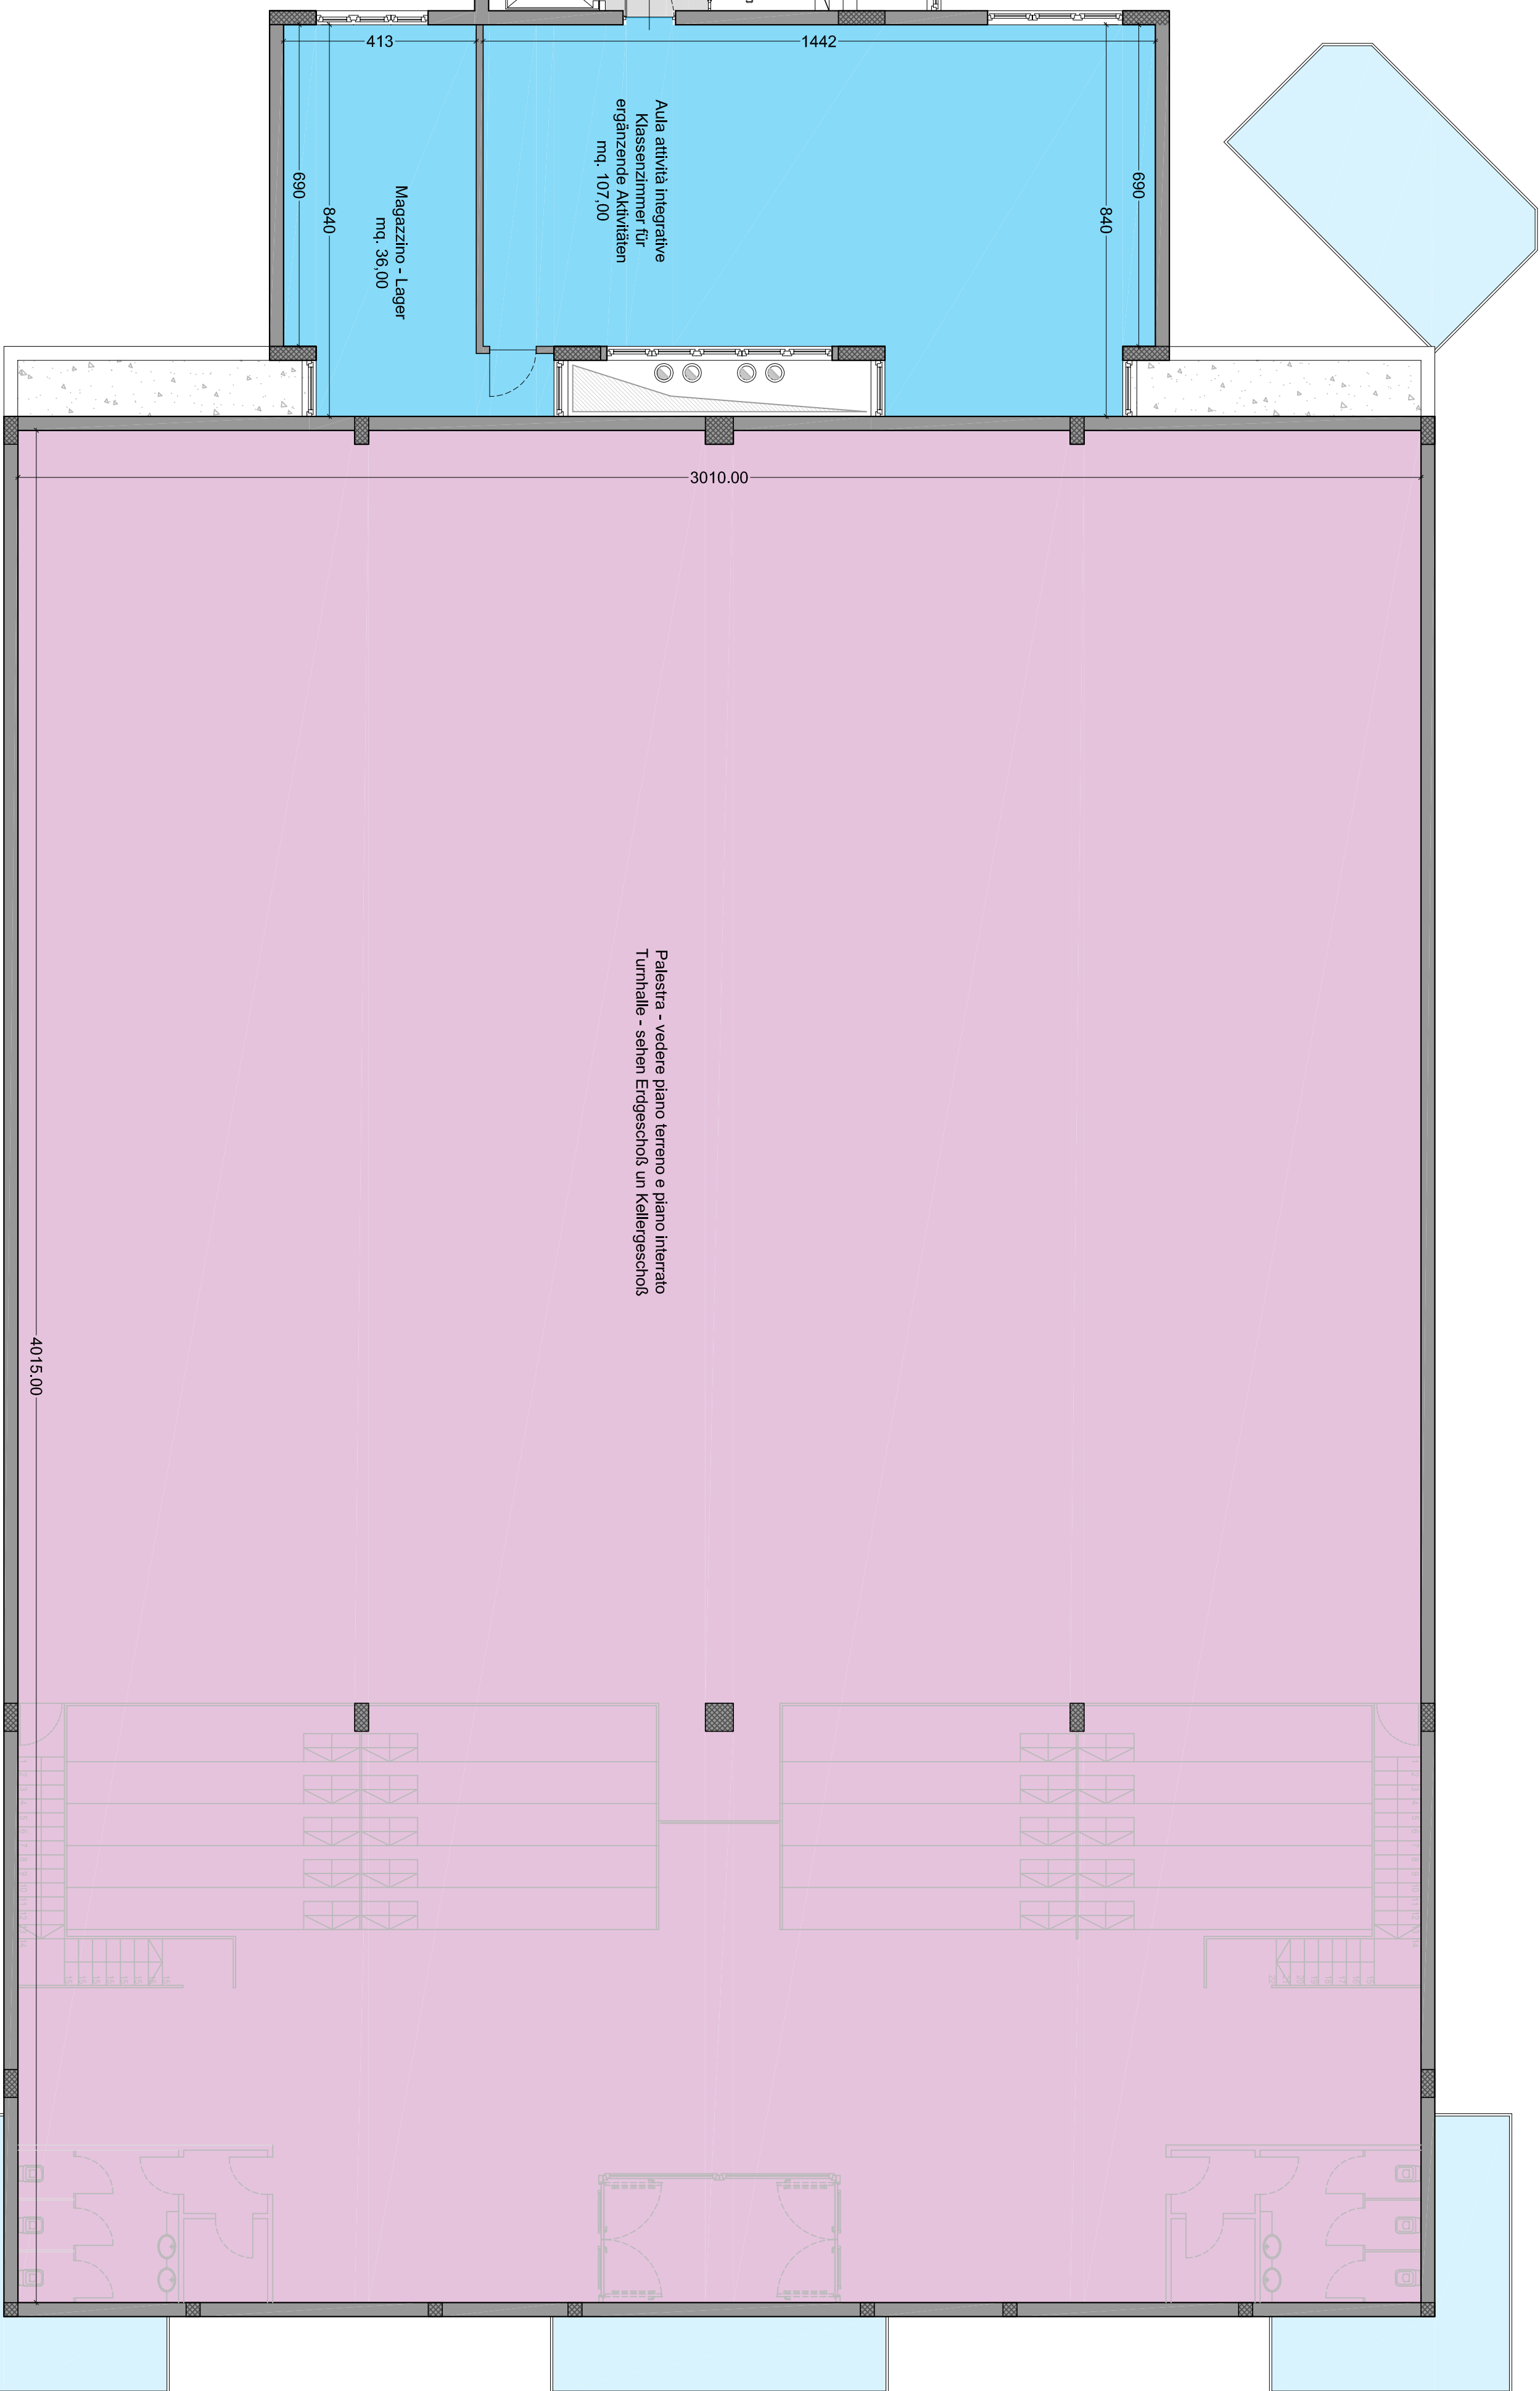 413
1442
690
840
Magazzino - Lager
mq. 36,00
Aula attività integrative
Klassenzimmer für
ergänzende Aktivitäten
mq. 107,00
690
840
3010.00
Palestra - vedere piano terreno e piano interrato
Turnhalle - sehen Erdgeschoß un Kellergeschoß
4015.00